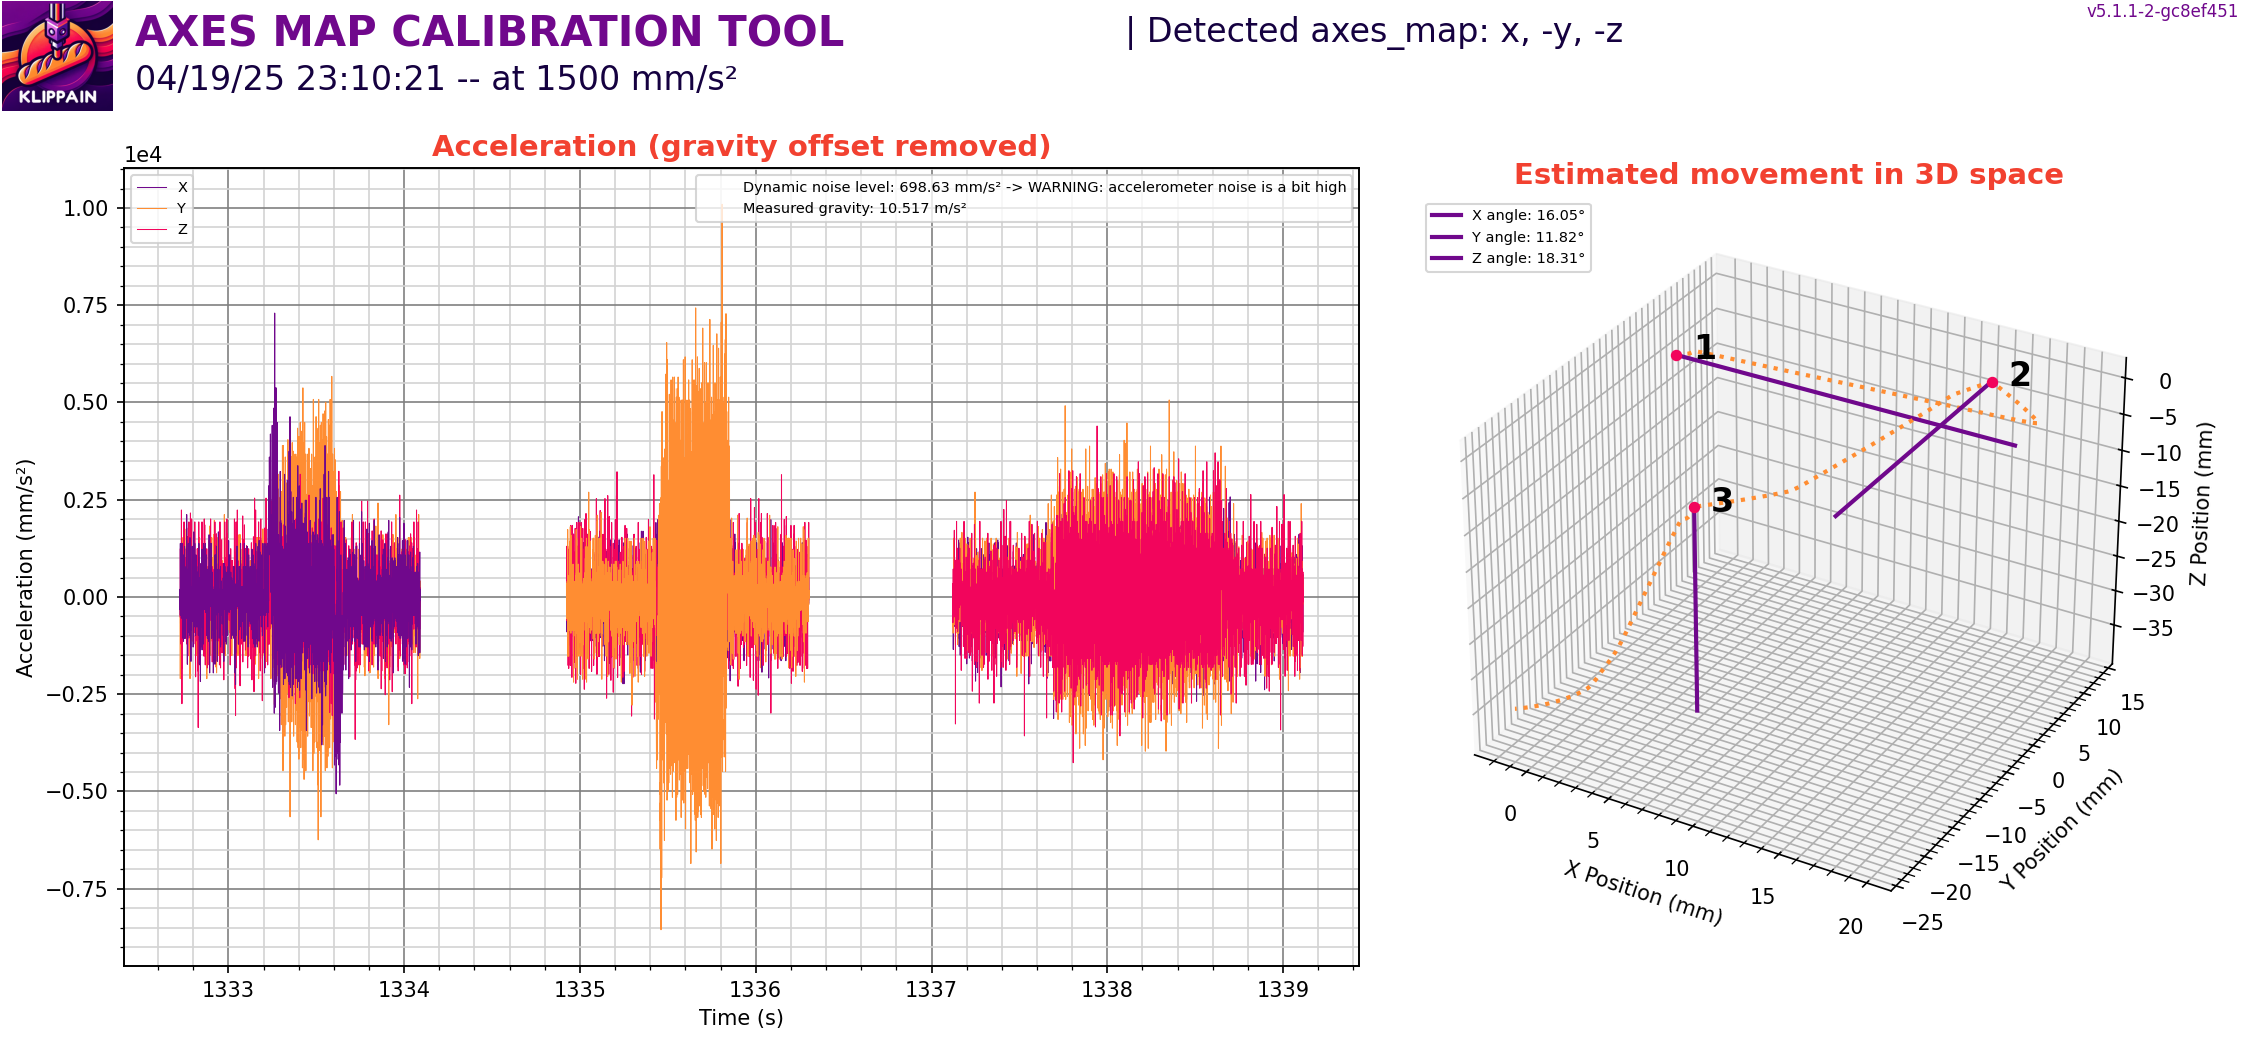 AXES MAP CALIBRATION TOOL
| Detected axes_map: x, -y, -z
v5.1.1-2-gc8ef451
04/19/25 23:10:21 -- at 1500 mm/s²
KLIPPAIN
Acceleration (gravity offset removed)
1e4
X
Y
Z
Dynamic noise level: 698.63 mm/s² -> WARNING: accelerometer noise is a bit high
Measured gravity: 10.517 m/s²
1.00
0.75
0.50
0.25
0.00
−0.25
−0.50
−0.75
Acceleration (mm/s²)
1333
1334
1335
1336
1337
1338
1339
Time (s)
Estimated movement in 3D space
X angle: 16.05°
Y angle: 11.82°
Z angle: 18.31°
1
2
3
0
−5
−10
−15
−20
−25
−30
−35
Z Position (mm)
15
10
5
0
−5
−10
−15
−20
−25
Y Position (mm)
0
5
10
15
20
X Position (mm)